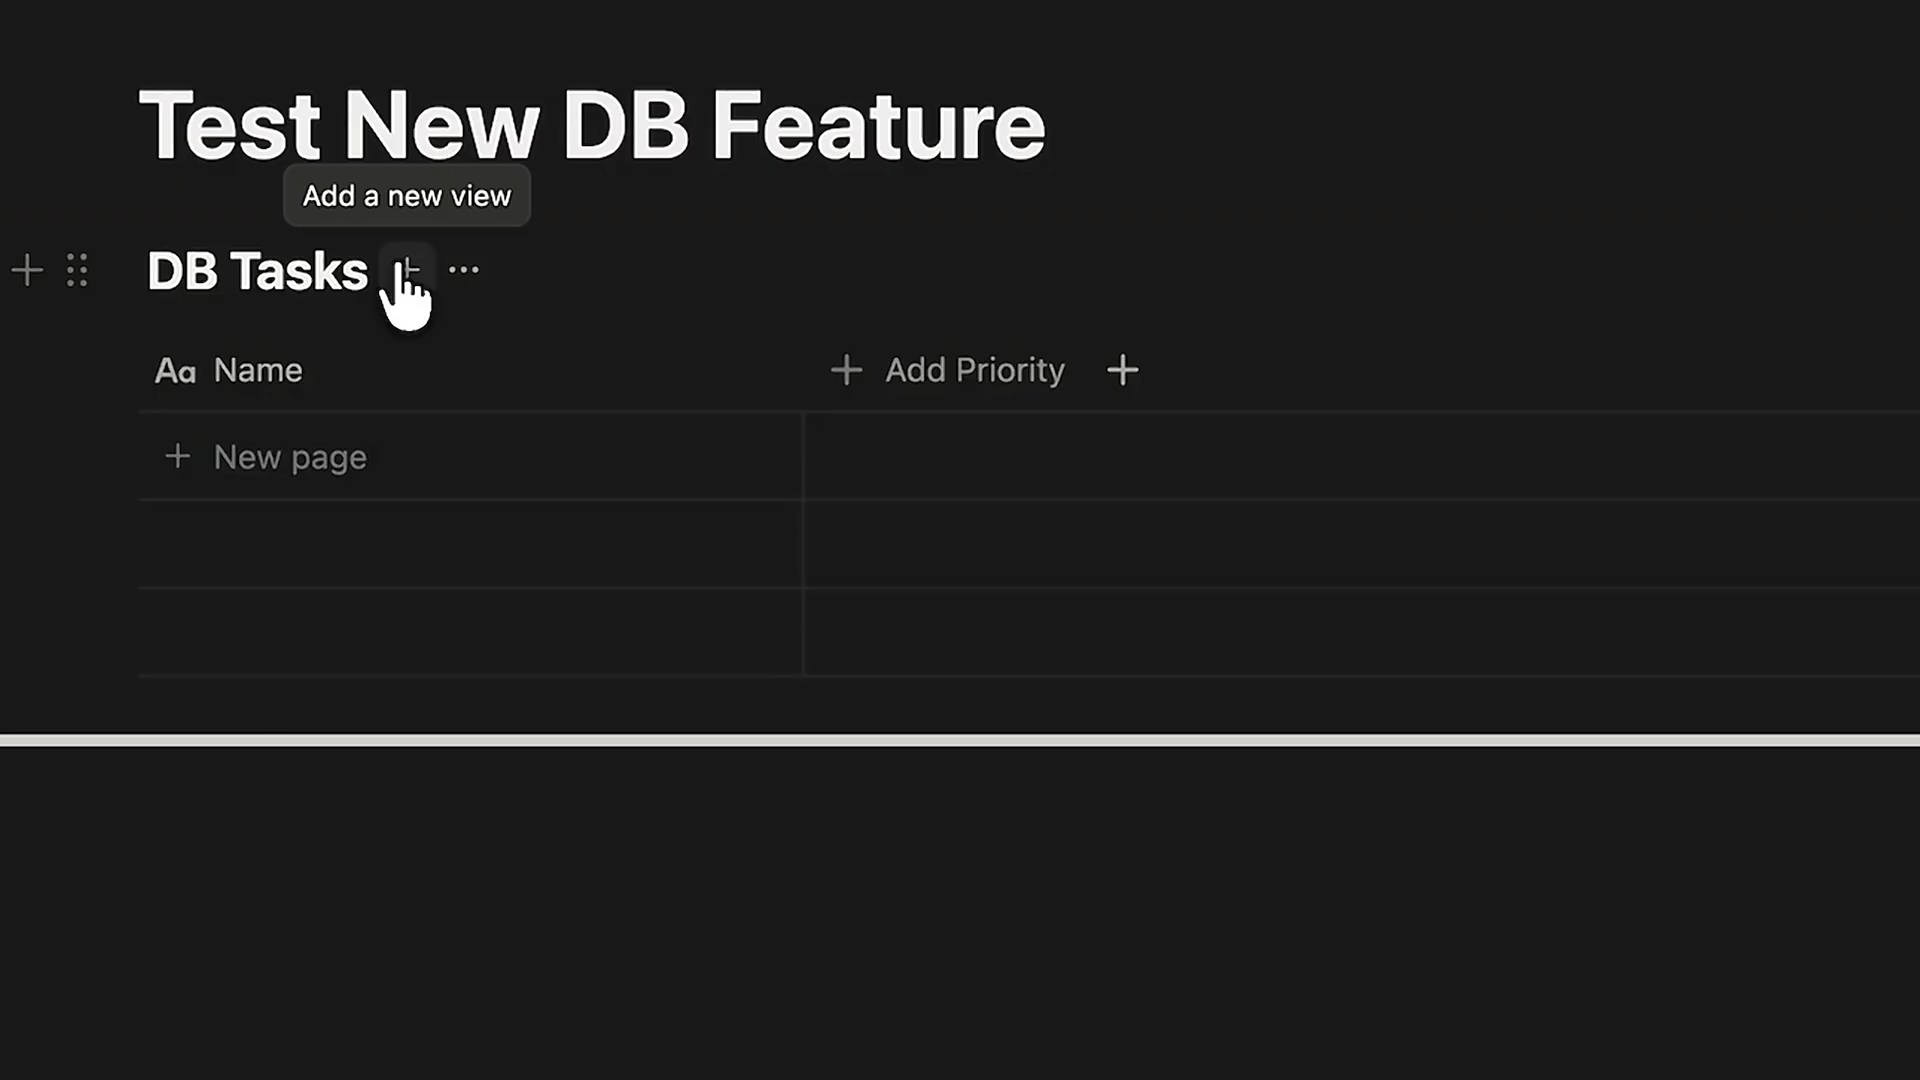 Test New DB Feature
Add a new view
DB Tasks
Aa Name
Add Priority
New page